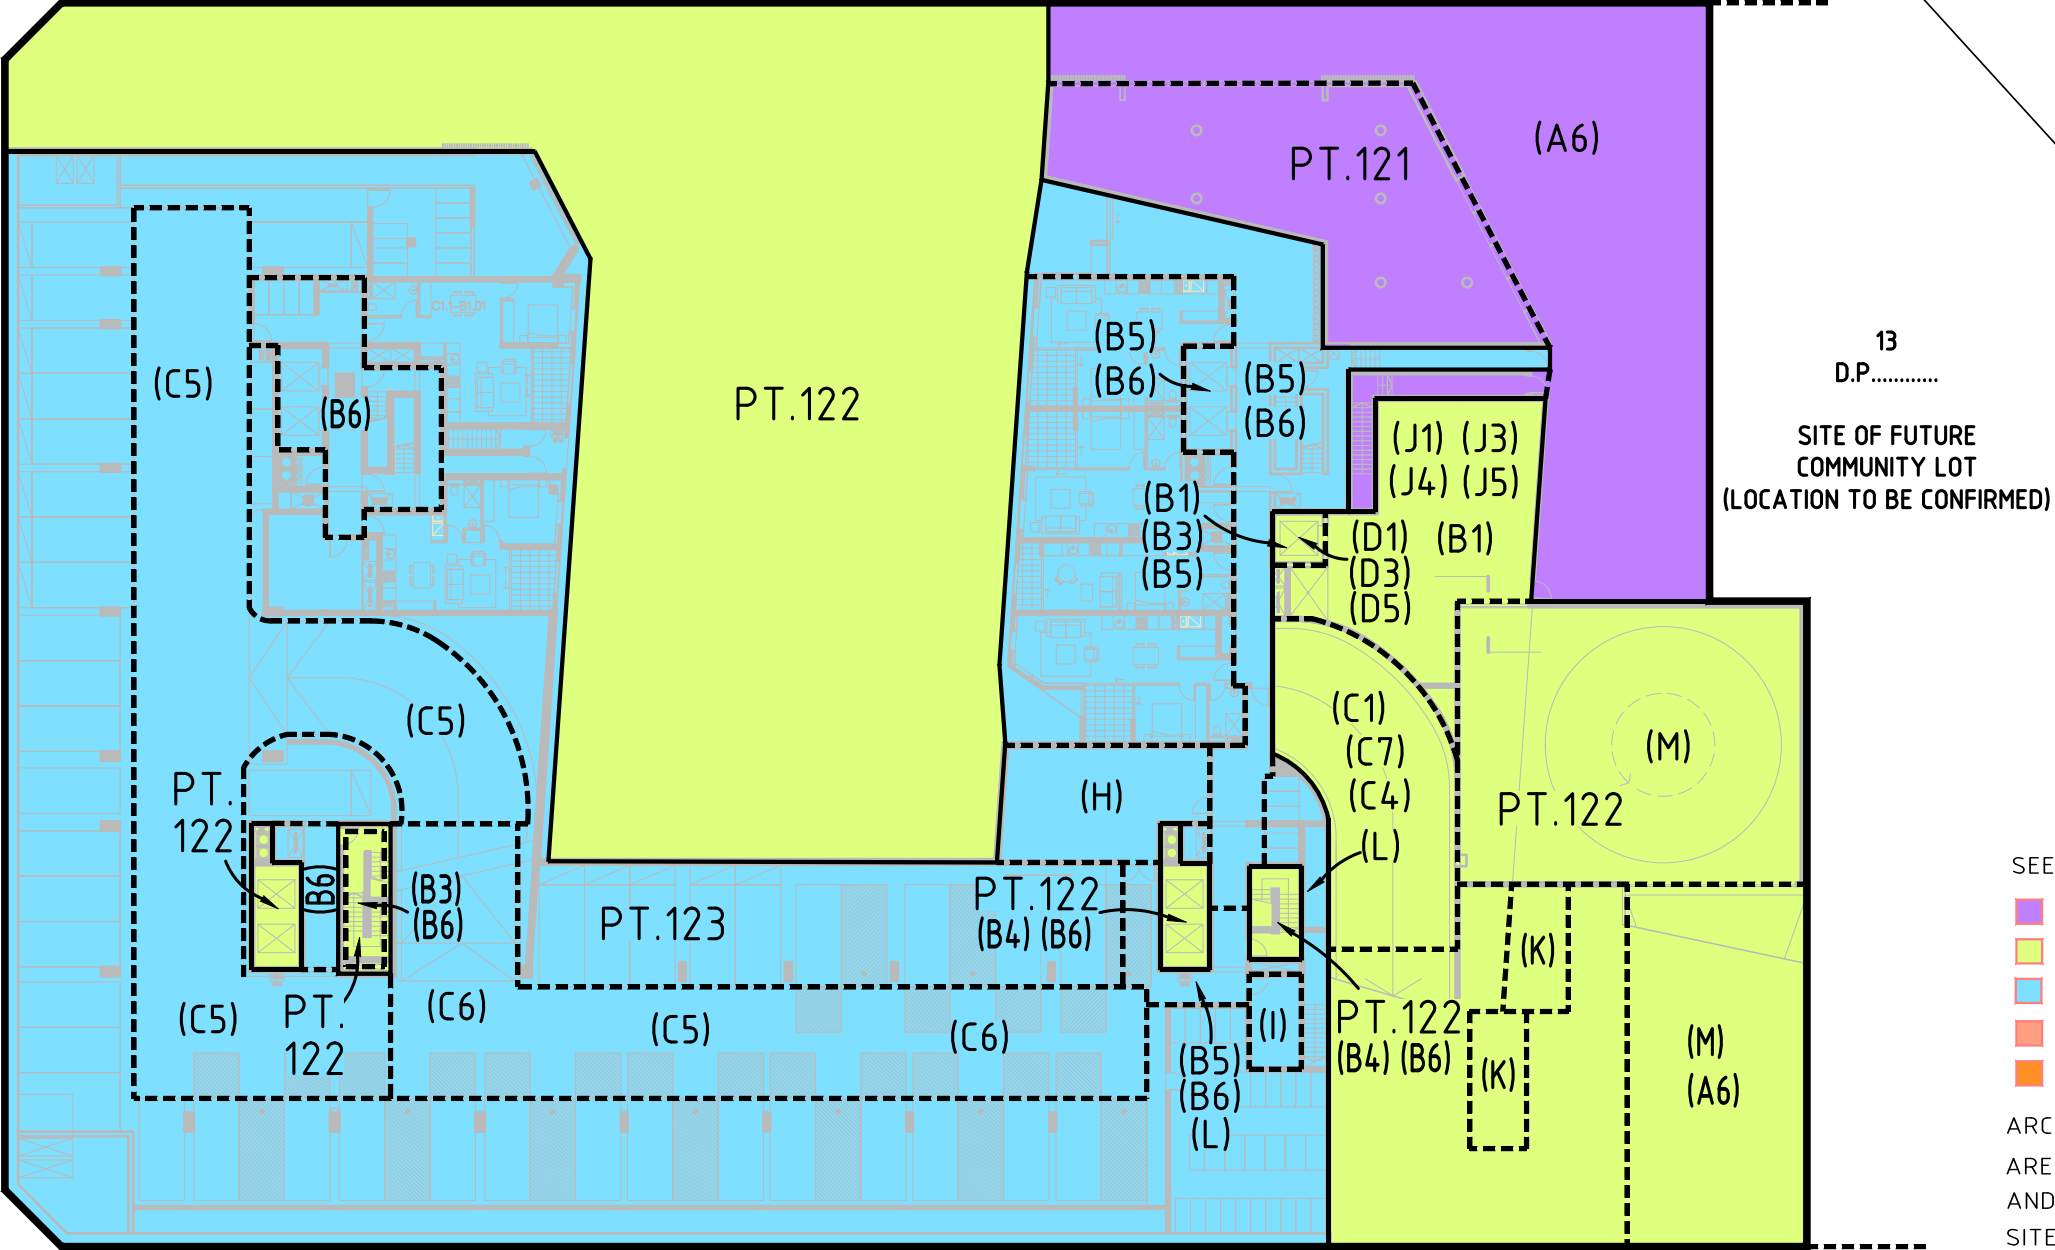 (A6)
PT.121
(B5)
(B6)
(B5)
(B6)
(C5)
(B6)
PT.122
13
D.P............
SITE OF FUTURE
COMMUNITY LOT
(LOCATION TO BE CONFIRMED)
(J1) (J3)
(J4) (J5)
(B1)
(B3)
(B5)
(D1)
(D3)
(D5)
(B1)
(C5)
(C1)
(C7)
(C4)
(L)
(M)
PT.122
PT.
122
(H)
(B6)
(B3)
(B6)
PT.123
PT.122
(B4) (B6)
SEE
(K)
(C5)
PT.
122
(C6)
(C5)
(C6)
(I)
PT.122
(B4) (B6)
(B5)
(B6)
(L)
(K)
(M)
(A6)
ARC
ARE
AND
SITE